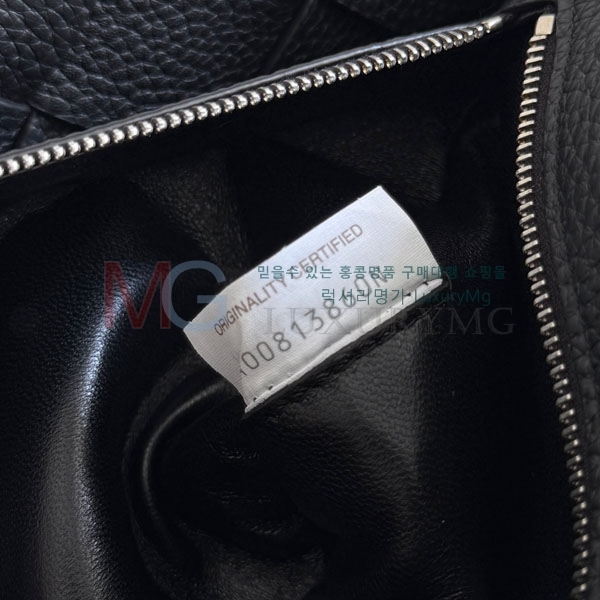 ORIGINALITY CERTIFIED
믿을수 있는 홍콩명품 구매대행 쇼핑몰
럭셔리명가 LuxuryMg
MG LUXURYMG